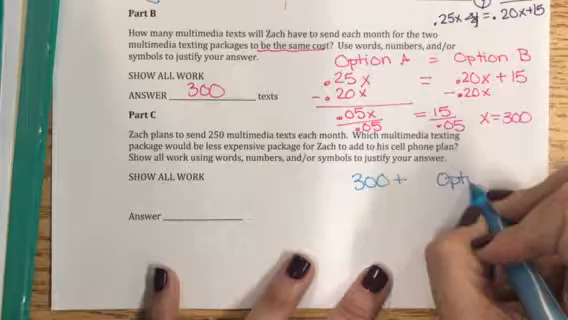 .25x = .20x+15
Part B
How many multimedia texts will Zach have to send each month for the two
multimedia texting packages to be the same cost? Use words, numbers, and/or
symbols to justify your answer.
Option A = Option B
SHOW ALL WORK
.25x = .20x + 15
ANSWER 300 texts
-.20x -.20x
.05x = 15 x=300
.05 .05
Part C
Zach plans to send 250 multimedia texts each month. Which multimedia texting
package would be less expensive package for Zach to add to his cell phone plan?
Show all work using words, numbers, and/or symbols to justify your answer.
SHOW ALL WORK
300+ Opt
Answer